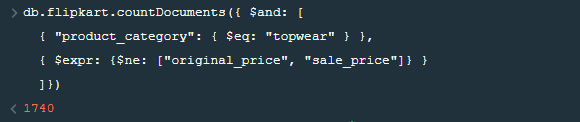 > db.flipkart.countDocuments({ $and: [
{ "product_category": { $eq: "topwear" } },
{ $expr: {$ne: ["original_price", "sale_price"]} }
]})
< 1740